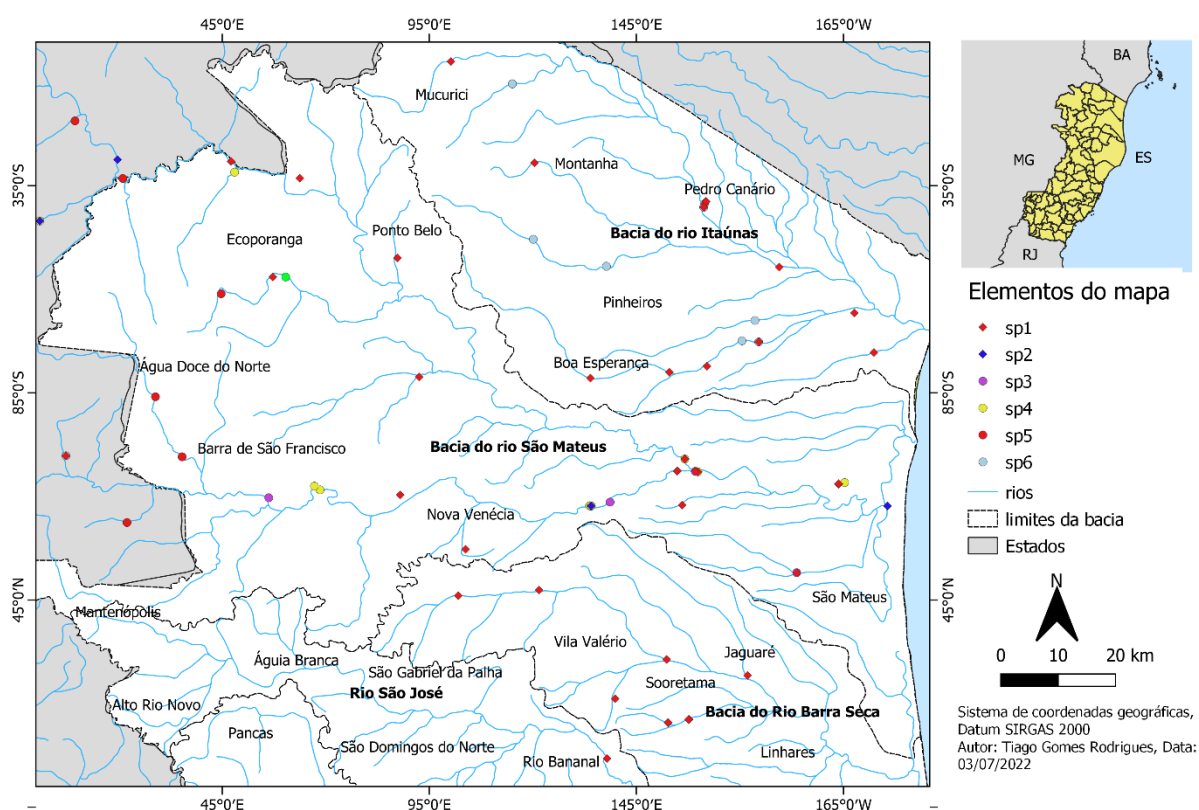 45°0'E 95°0'E 145°0'E 165°0'W
BA
MG
ES
RJ
Mucurici
Montanha
Pedro Canário
35°0'S
35°0'S
Ecoporanga
Ponto Belo
Bacia do rio Itaúnas
Pinheiros
Boa Esperança
Água Doce do Norte
85°0'S
85°0'S
Barra de São Francisco
Bacia do rio São Mateus
Nova Venécia
São Mateus
45°0'N
45°0'N
Mantenópolis
Vila Valério
Jaguaré
Águia Branca
São Gabriel da Palha
Sooretama
Rio São José
Alto Rio Novo
Bacia do Rio Barra Seca
Pancas
São Domingos do Norte
Rio Bananal
Linhares
45°0'E 95°0'E 145°0'E 165°0'W
Elementos do mapa
sp1
sp2
sp3
sp4
sp5
sp6
rios
limites da bacia
Estados
N
0 10 20 km
Sistema de coordenadas geográficas,
Datum SIRGAS 2000
Autor: Tiago Gomes Rodrigues, Data:
03/07/2022